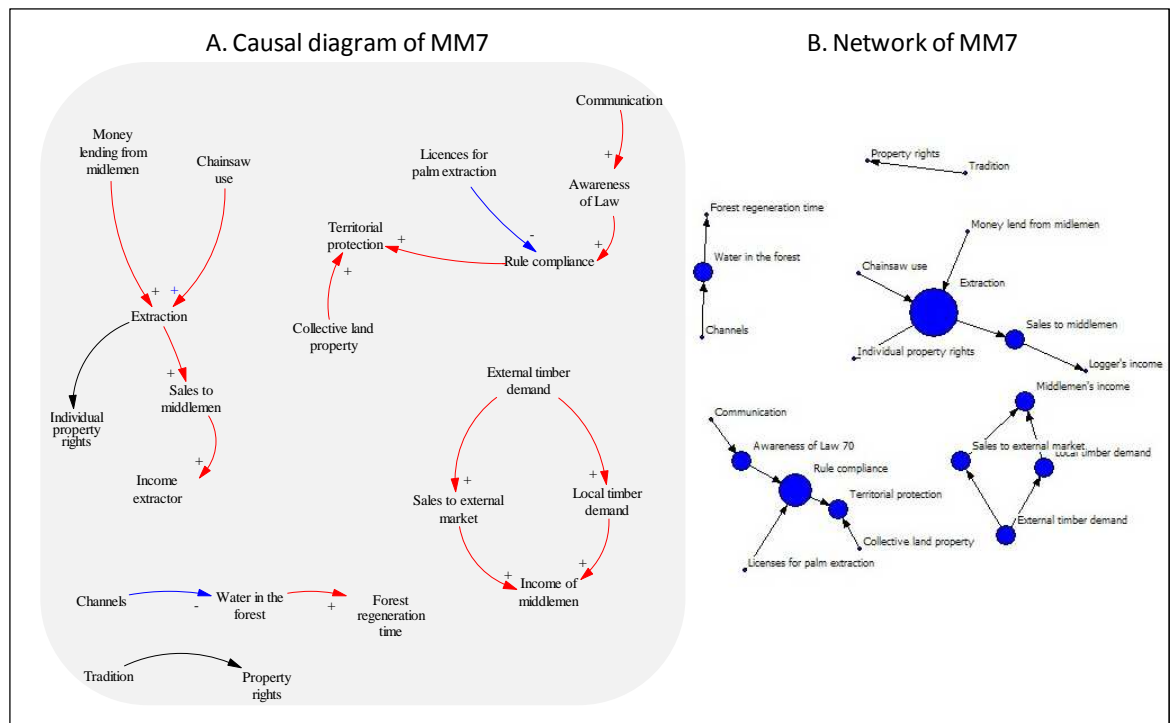 A. Causal diagram of MM7
B. Network of MM7
Communication
Money
lending from
midlemen
Chainsaw
use
Licences for
palm extraction
+
Awareness
of Law
Territorial
protection
+
-
+
Rule compliance
+
+
+
Extraction
Collective land
property
+
Sales to
middlemen
External timber
demand
Individual
property
rights
+
Income
extractor
+
+
Sales to external
market
Local timber
demand
+
+
Income of
middlemen
Channels
-
Water in the
forest
+
Forest
regeneration
time
Tradition
Property
rights
Property rights
Tradition
Forest regeneration time
Money lend from midlemen
Water in the forest
Chainsaw use
Extraction
Channels
Sales to middlemen
Individual property rights
Logger's income
Middlemen's income
Communication
Awareness of Law 70
Sales to external market
Local timber demand
Rule compliance
Territorial protection
External timber demand
Collective land property
Licenses for palm extraction